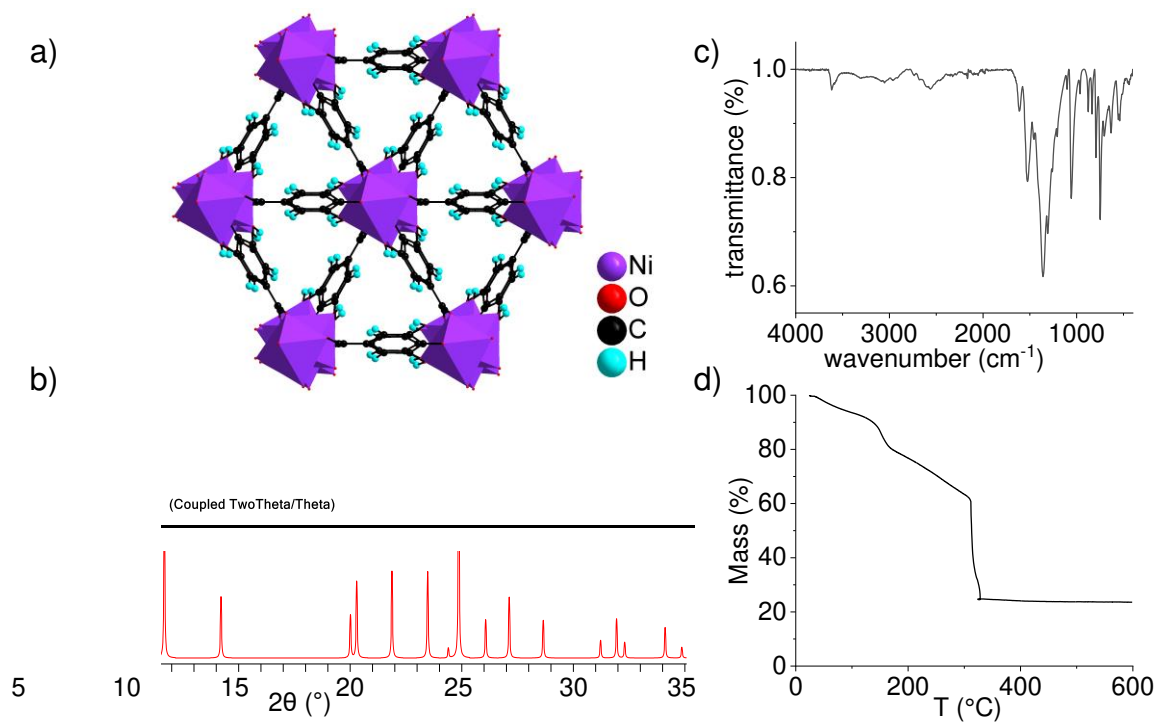 a)
Ni
O
C
H
b)
(Coupled TwoTheta/Theta)
5 10 15 20 25 30 35
2θ (°)
c)
transmittance (%)
1.0
0.8
0.6
4000 3000 2000 1000
wavenumber (cm⁻¹)
d)
Mass (%)
100
80
60
40
20
0
0 200 400 600
T (°C)